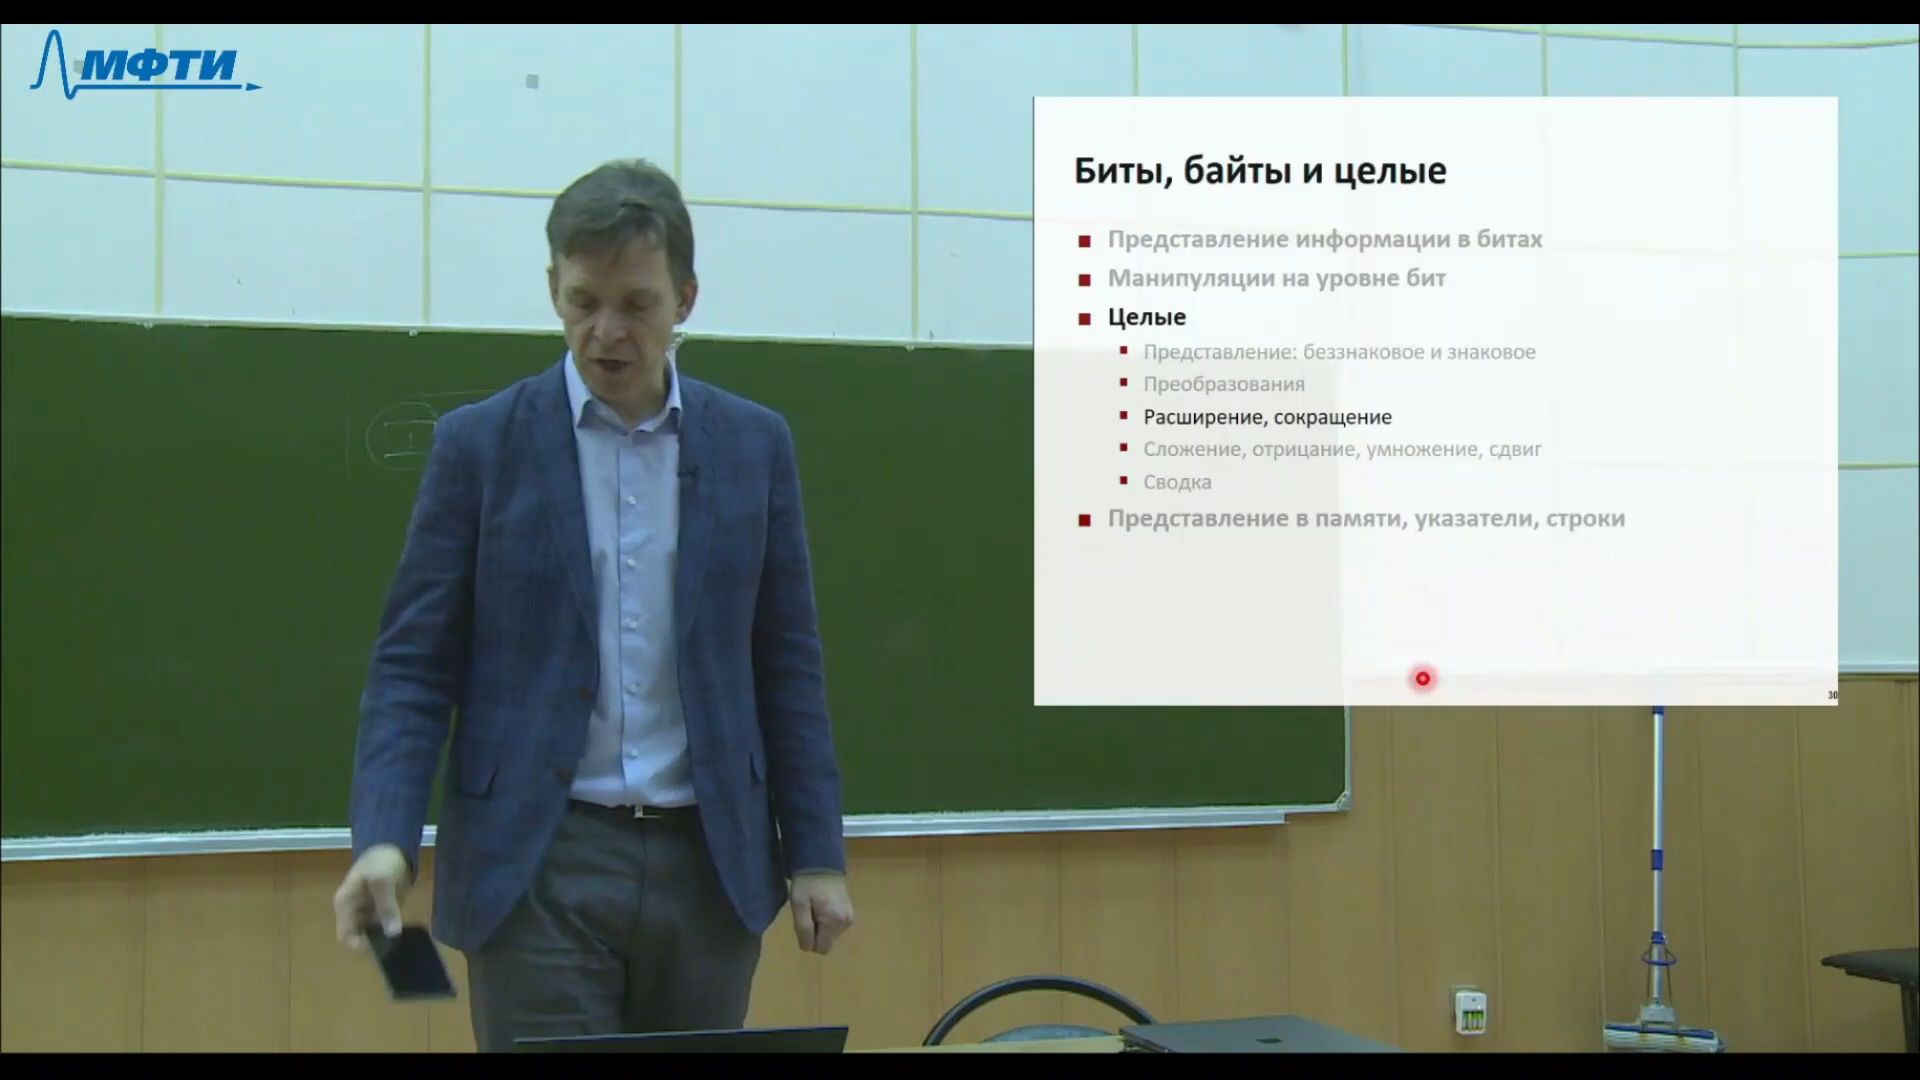 МФТИ
Биты, байты и целые
Представление информации в битах
Манипуляции на уровне бит
Целые
Представление: беззнаковое и знаковое
Преобразования
Расширение, сокращение
Сложение, отрицание, умножение, сдвиг
Сводка
Представление в памяти, указатели, строки
30